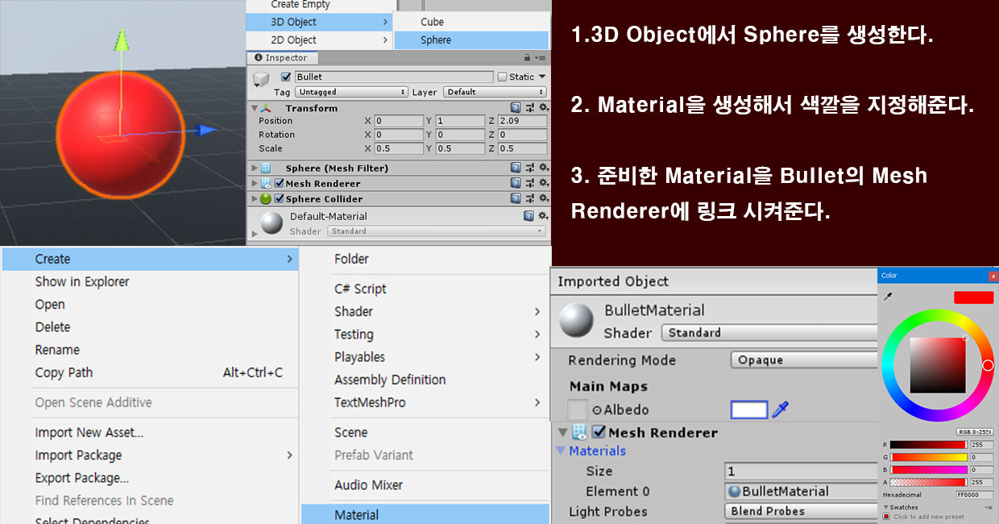 Create Empty
3D Object
2D Object
Cube
Sphere
Inspector
Bullet
Static
Tag Untagged Layer Default
Transform
Position X 0 Y 1 Z 2.09
Rotation X 0 Y 0 Z 0
Scale X 0.5 Y 0.5 Z 0.5
Sphere (Mesh Filter)
Mesh Renderer
Sphere Collider
Default-Material
Shader Standard
1.3D Object에서 Sphere를 생성한다.
2. Material을 생성해서 색깔을 지정해준다.
3. 준비한 Material을 Bullet의 Mesh
Renderer에 링크 시켜준다.
Create
Show in Explorer
Open
Delete
Rename
Copy Path Alt+Ctrl+C
Open Scene Additive
Import New Asset...
Import Package
Export Package...
Find References In Scene
Select Dependencies
Folder
C# Script
Shader
Testing
Playables
Assembly Definition
TextMeshPro
Scene
Prefab Variant
Audio Mixer
Material
Imported Object
BulletMaterial
Shader Standard
Rendering Mode Opaque
Main Maps
Albedo
Mesh Renderer
Materials
Size 1
Element 0 BulletMaterial
Light Probes Blend Probes
Color
RGB 0-255
R 255
G 0
B 0
A 255
Hexadecimal FF0000
Swatches
Click to add new preset